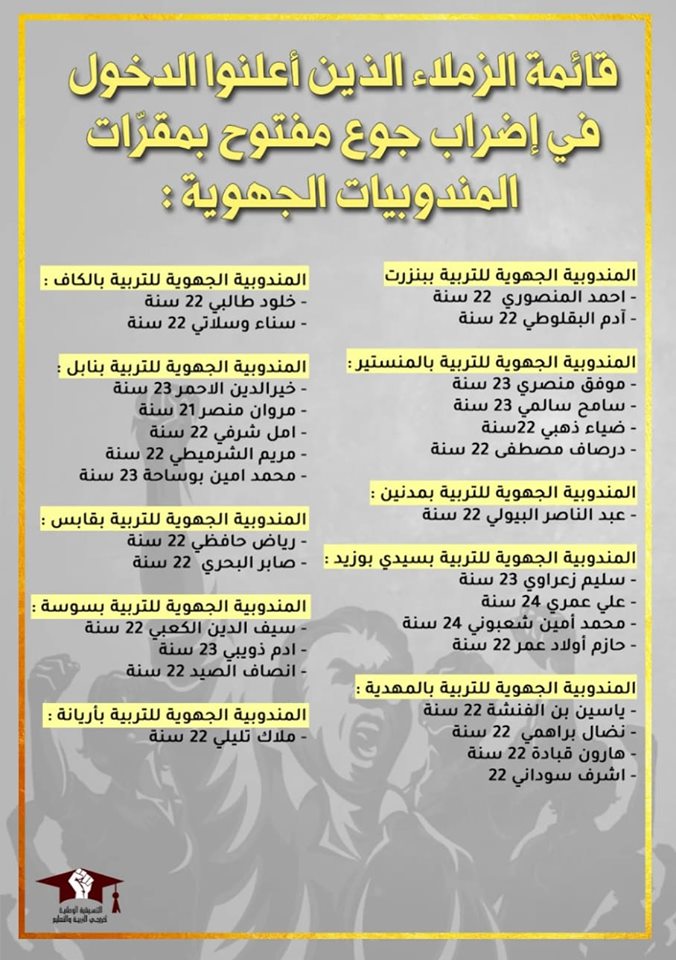 قائمة الزملاء الذين أعلنوا الدخول
في إضراب جوع مفتوح بمقرّات
المندوبيات الجهوية :
المندوبية الجهوية للتربية ببنزرت
- احمد المنصوري 22 سنة
- آدم البقلوطي 22 سنة
المندوبية الجهوية للتربية بالمنستير :
- موفق منصري 23 سنة
- سامح سالمي 23 سنة
- ضياء ذهبي 22سنة
- درصاف مصطفى 22 سنة
المندوبية الجهوية للتربية بمدنين :
- عبد الناصر البيولي 22 سنة
المندوبية الجهوية للتربية بسيدي بوزيد :
- سليم زعراوي 23 سنة
- علي عمري 24 سنة
- محمد أمين شعبوني 24 سنة
- حازم أولاد عمر 22 سنة
المندوبية الجهوية للتربية بالمهدية :
- ياسين بن الفنشة 22 سنة
- نضال براهمي 22 سنة
- هارون قبادة 22 سنة
- اشرف سوداني 22
المندوبية الجهوية للتربية بالكاف :
- خلود طالبي 22 سنة
- سناء وسلاتي 22 سنة
المندوبية الجهوية للتربية بنابل :
- خيرالدين الاحمر 23 سنة
- مروان منصر 21 سنة
- امل شرفي 22 سنة
- مريم الشرميطي 22 سنة
- محمد امين بوساحة 23 سنة
المندوبية الجهوية للتربية بقابس :
- رياض حافظي 22 سنة
- صابر البحري 22 سنة
المندوبية الجهوية للتربية بسوسة :
- سيف الدين الكعبي 22 سنة
- ادم ذويبي 23 سنة
- انصاف الصيد 22 سنة
المندوبية الجهوية للتربية بأريانة :
- ملاك تليلي 22 سنة
التنسيقية الوطنية
لخريجي التربية والتعليم